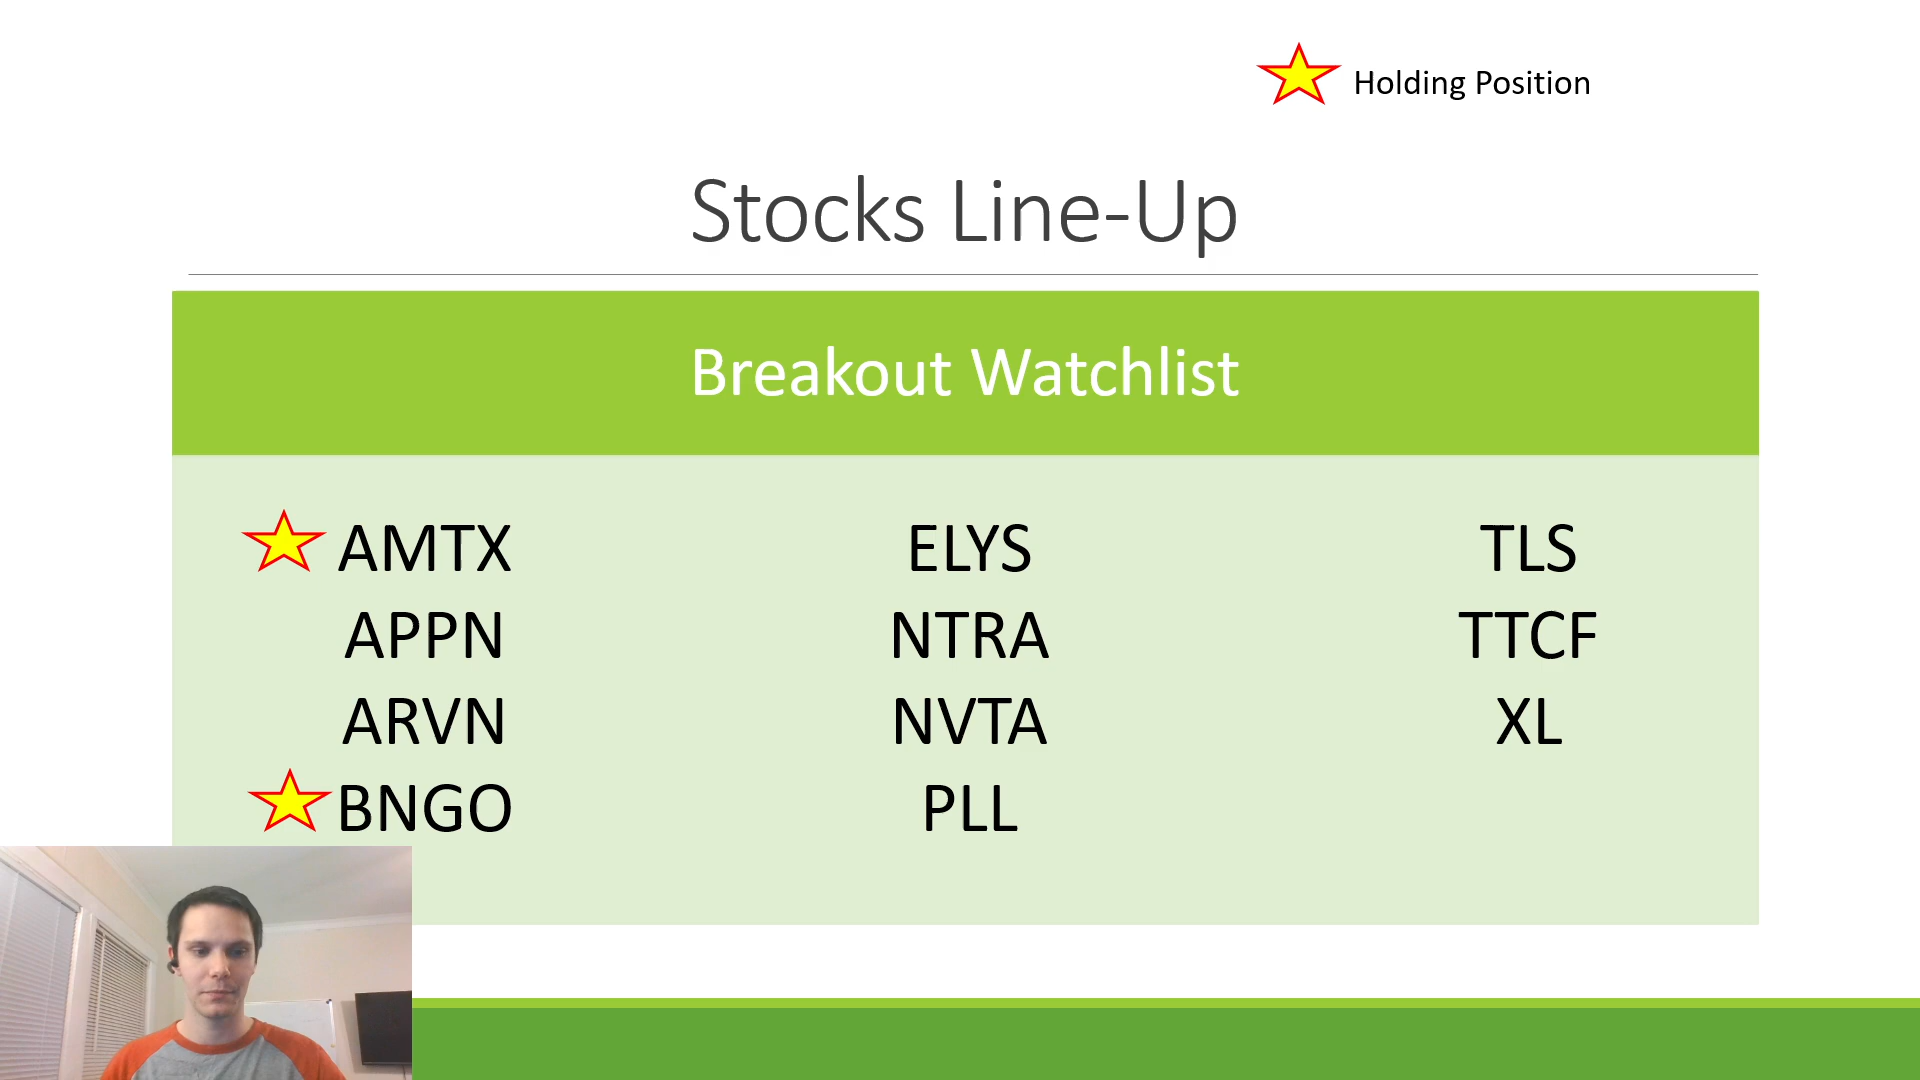 Holding Position
Stocks Line-Up
Breakout Watchlist
AMTX
APPN
ARVN
BNGO
ELYS
NTRA
NVTA
PLL
TLS
TTCF
XL